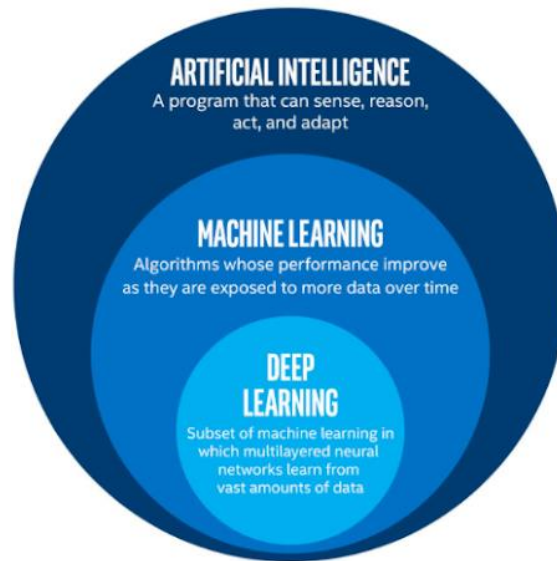 ARTIFICIAL INTELLIGENCE
A program that can sense, reason,
act, and adapt
MACHINE LEARNING
Algorithms whose performance improve
as they are exposed to more data over time
DEEP
LEARNING
Subset of machine learning in
which multilayered neural
networks learn from
vast amounts of data